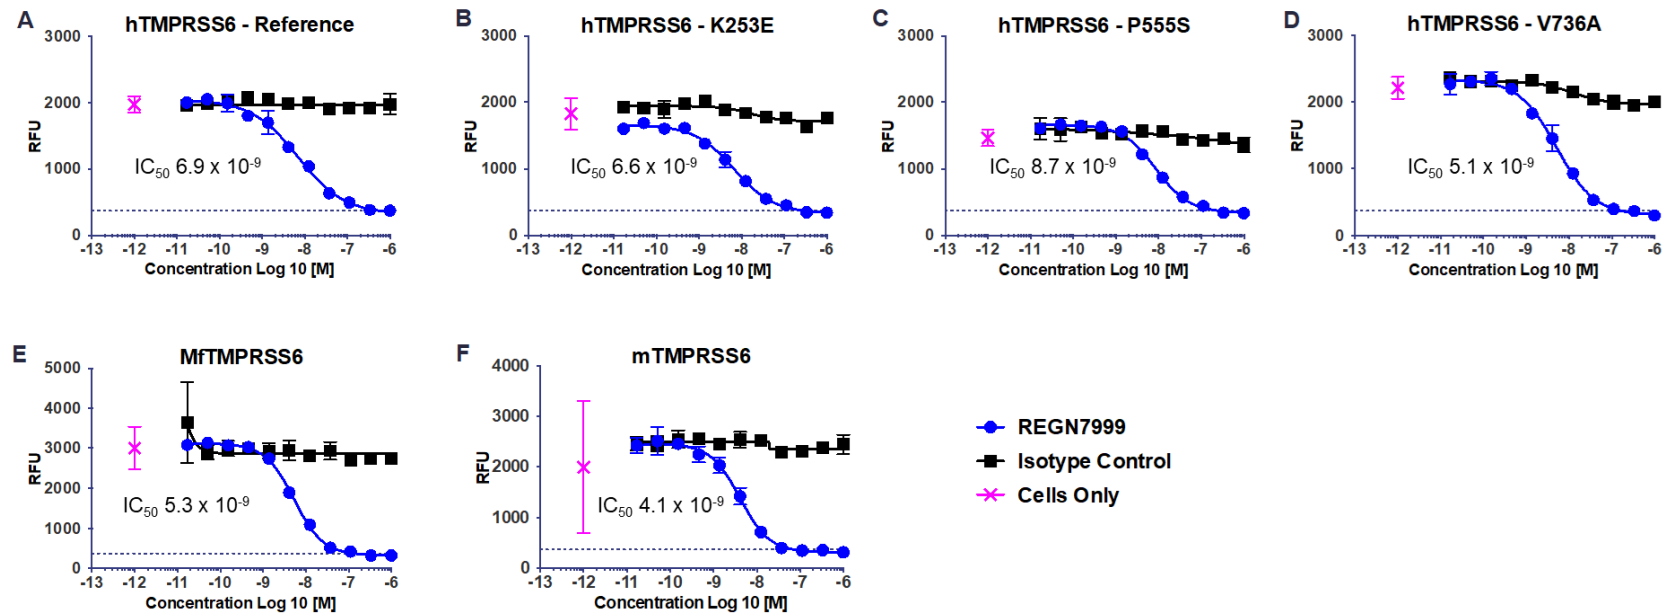 A
hTMPRSS6 - Reference
3000
2000
1000
0
RFU
IC50 6.9 x 10-9
-13 -12 -11 -10 -9 -8 -7 -6
Concentration Log 10 [M]
B
hTMPRSS6 - K253E
3000
2000
1000
0
RFU
IC50 6.6 x 10-9
-13 -12 -11 -10 -9 -8 -7 -6
Concentration Log 10 [M]
C
hTMPRSS6 - P555S
3000
2000
1000
0
RFU
IC50 8.7 x 10-9
-13 -12 -11 -10 -9 -8 -7 -6
Concentration Log 10 [M]
D
hTMPRSS6 - V736A
3000
2000
1000
0
RFU
IC50 5.1 x 10-9
-13 -12 -11 -10 -9 -8 -7 -6
Concentration Log 10 [M]
E
MfTMPRSS6
5000
4000
3000
2000
1000
0
RFU
IC50 5.3 x 10-9
-13 -12 -11 -10 -9 -8 -7 -6
Concentration Log 10 [M]
F
mTMPRSS6
4000
3000
2000
1000
0
RFU
IC50 4.1 x 10-9
-13 -12 -11 -10 -9 -8 -7 -6
Concentration Log 10 [M]
REGN7999
Isotype Control
Cells Only